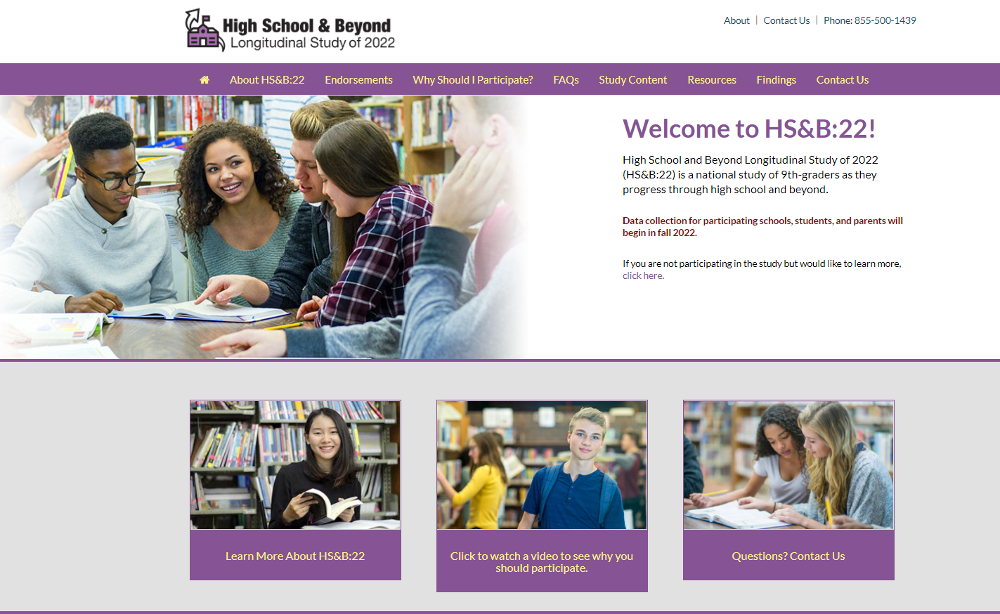 High School & Beyond
Longitudinal Study of 2022
About | Contact Us | Phone: 855-500-1439
About HS&B:22 Endorsements Why Should I Participate? FAQs Study Content Resources Findings Contact Us
Welcome to HS&B:22!
High School and Beyond Longitudinal Study of 2022
(HS&B:22) is a national study of 9th-graders as they
progress through high school and beyond.
Data collection for participating schools, students, and parents will
begin in fall 2022.
If you are not participating in the study but would like to learn more,
click here.
Learn More About HS&B:22
Click to watch a video to see why you
should participate.
Questions? Contact Us